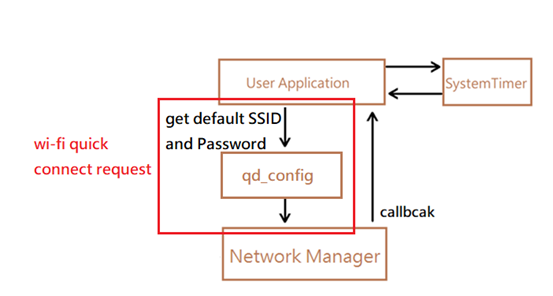 User Application
SystemTimer
get default SSID
and Password
wi-fi quick
connect request
qd_config
callbcak
Network Manager